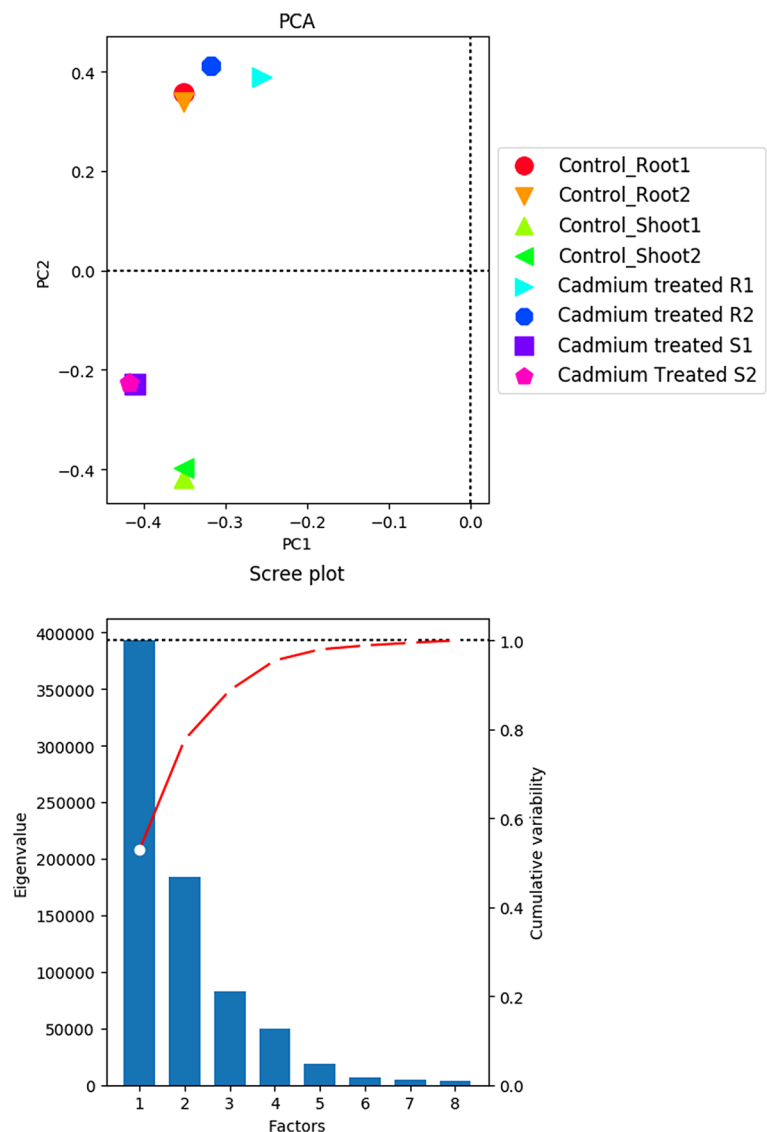 PCA
0.4
0.2
0.0
−0.2
−0.4
PC2
−0.4
−0.3
−0.2
−0.1
0.0
PC1
Control_Root1
Control_Root2
Control_Shoot1
Control_Shoot2
Cadmium treated R1
Cadmium treated R2
Cadmium treated S1
Cadmium Treated S2
Scree plot
400000
350000
300000
250000
200000
150000
100000
50000
0
Eigenvalue
1.0
0.8
0.6
0.4
0.2
0.0
Cumulative variability
1
2
3
4
5
6
7
8
Factors